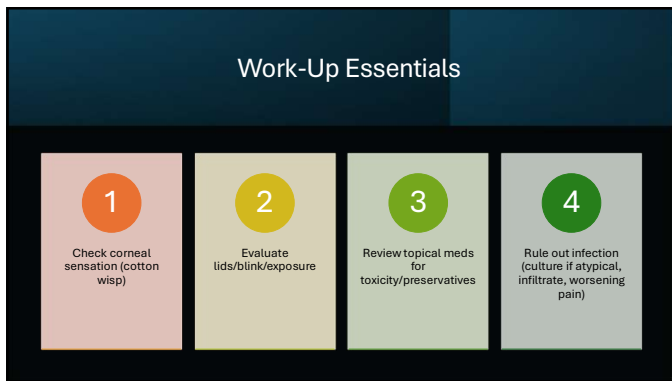 Work-Up Essentials
1
Check corneal
sensation (cotton
wisp)
2
Evaluate
lids/blink/exposure
3
Review topical meds
for
toxicity/preservatives
4
Rule out infection
(culture if atypical,
infiltrate, worsening
pain)